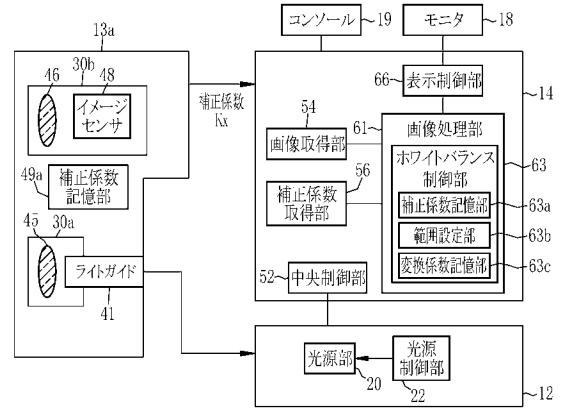 コンソール
19
モニタ
18
13a
46
30b
48
イメージ
センサ
補正係数
Kx
66
表示制御部
14
54
画像取得部
61
画像処理部
ホワイトバランス
制御部
63
56
補正係数
取得部
補正係数記憶部
63a
範囲設定部
63b
変換係数記憶部
63c
49a
補正係数
記憶部
45
30a
ライトガイド
41
52
中央制御部
光源部
20
光源
制御部
22
12